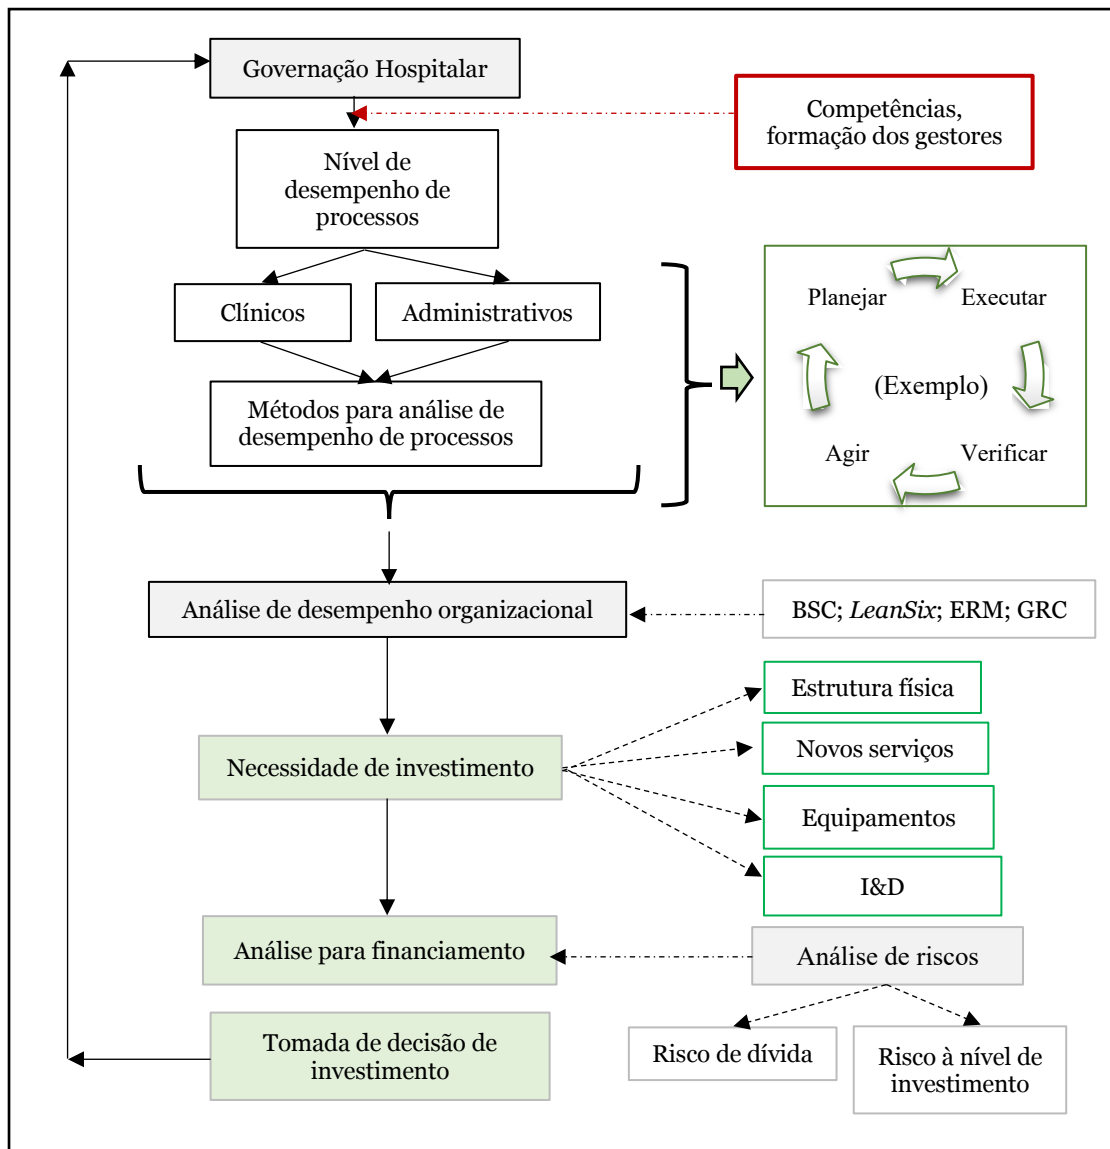 Governação Hospitalar
Competências,
formação dos gestores
Nível de
desempenho de
processos
Clínicos
Administrativos
Métodos para análise de
desempenho de processos
Planejar
Executar
(Exemplo)
Agir
Verificar
Análise de desempenho organizacional
BSC; LeanSix; ERM; GRC
Estrutura física
Novos serviços
Necessidade de investimento
Equipamentos
I&D
Análise para financiamento
Análise de riscos
Tomada de decisão de
investimento
Risco de dívida
Risco à nível de
investimento